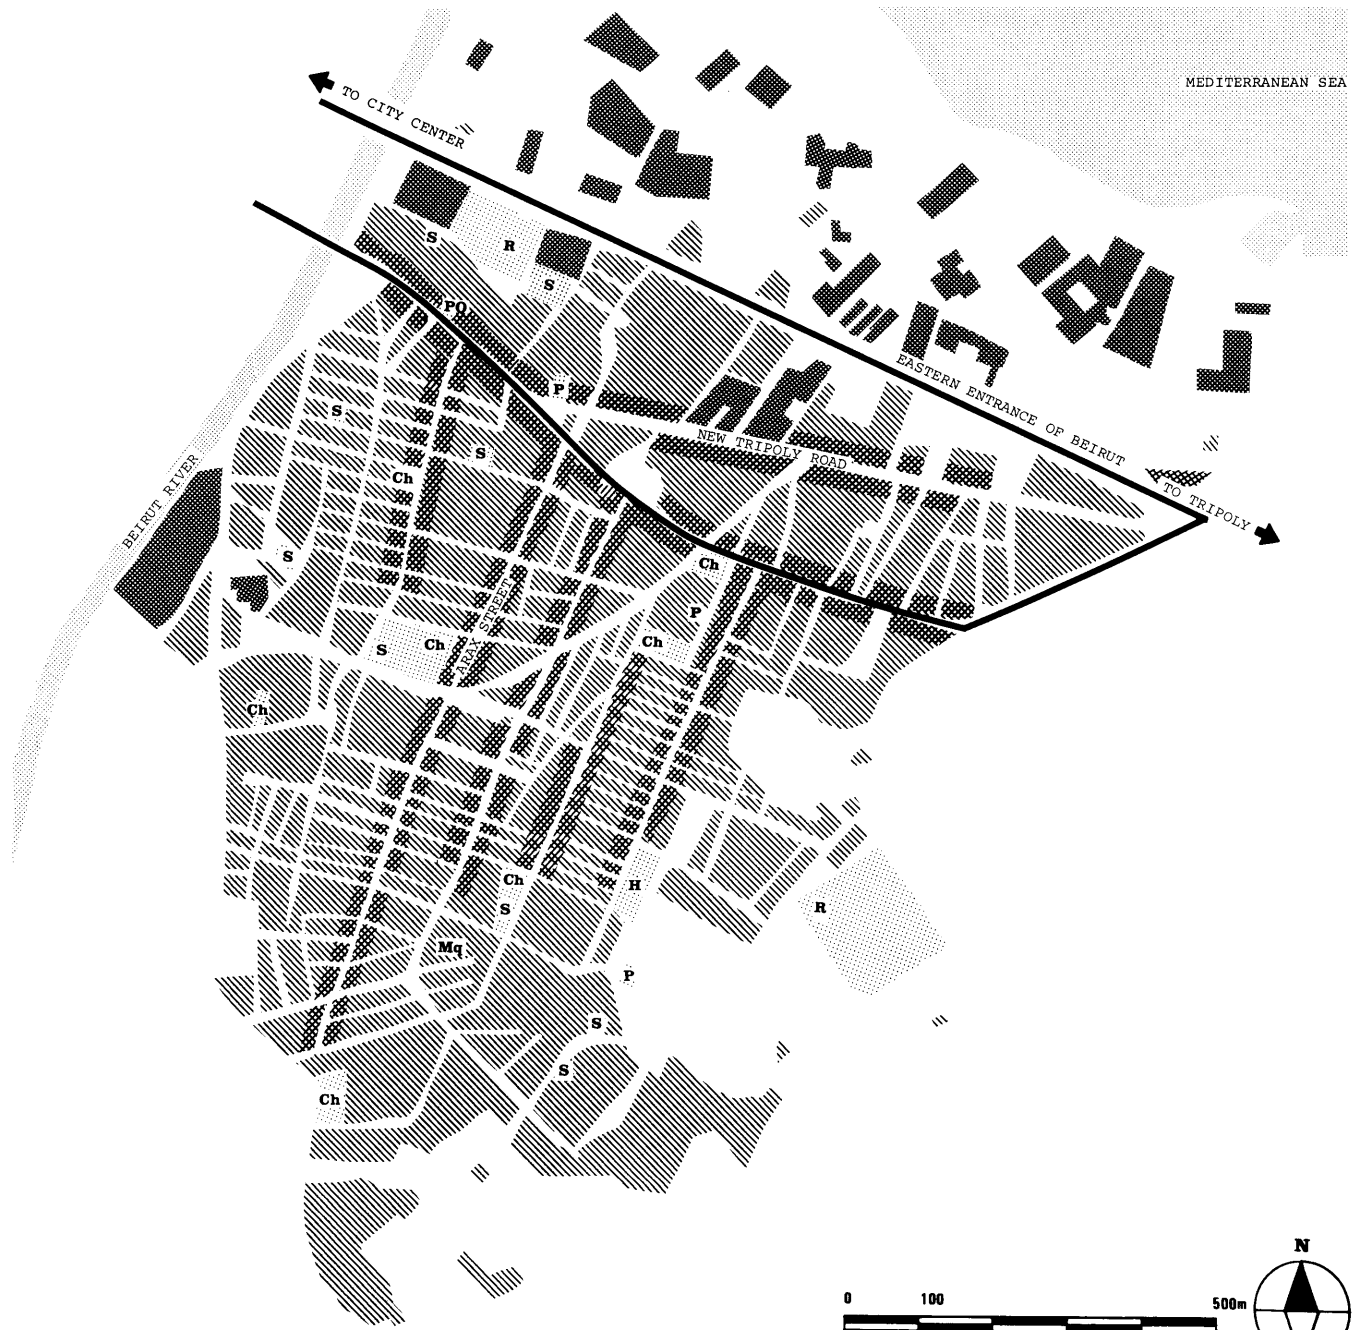 MEDITERRANEAN SEA
TO CITY CENTER
S
R
S
PO
EASTERN ENTRANCE OF BEIRUT
P
S
NEW TRIPOLY ROAD
S
Ch
TO TRIPOLY
BEIRUT RIVER
S
Ch
ARAX STREET
P
S
Ch
Ch
Ch
Ch
H
S
R
Mq
P
S
S
Ch
N
0
100
500m